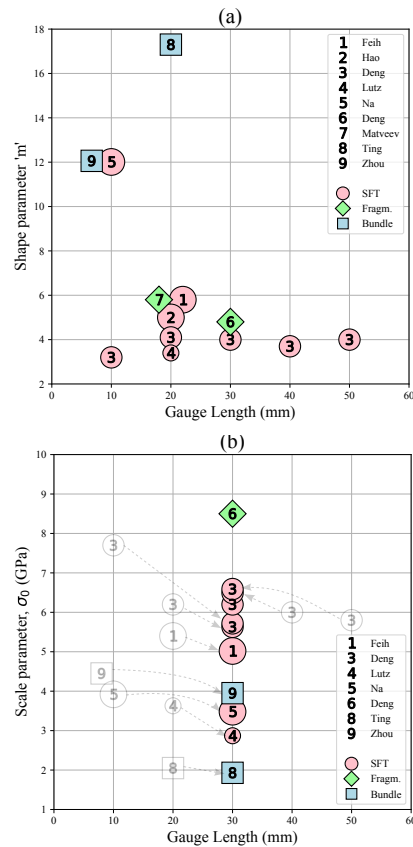 (a)
Shape parameter 'm'
18
16
14
12
10
8
6
4
2
8
9
5
7
1
2
6
3
3
3
3
4
3
1 Feih
2 Hao
3 Deng
4 Lutz
5 Na
6 Deng
7 Matveev
8 Ting
9 Zhou
SFT
Fragm.
Bundle
0 10 20 30 40 50 60
Gauge Length (mm)
(b)
Scale parameter, σ0 (GPa)
10
9
8
7
6
5
4
3
2
1
6
3
3
3
3
3
3
3
3
1
1
9
9
5
5
4
4
8
8
1 Feih
3 Deng
4 Lutz
5 Na
6 Deng
8 Ting
9 Zhou
SFT
Fragm.
Bundle
0 10 20 30 40 50 60
Gauge Length (mm)